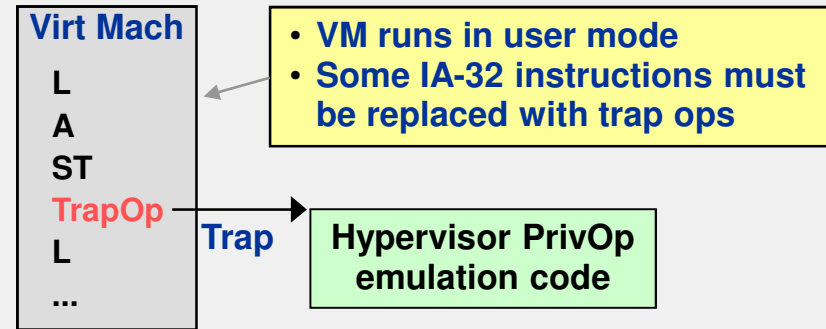 Virt Mach
L
A
ST
TrapOp
L
...
• VM runs in user mode
• Some IA-32 instructions must
be replaced with trap ops
Trap
Hypervisor PrivOp
emulation code